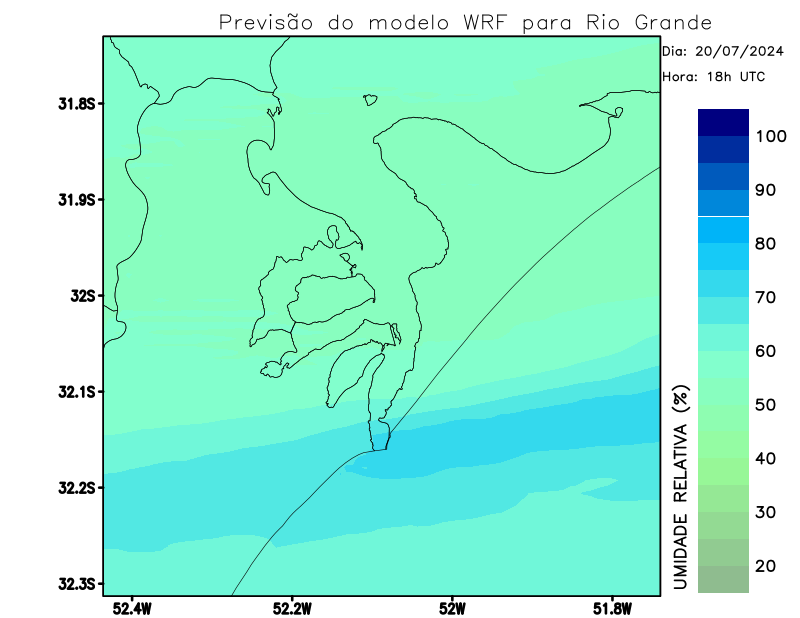 Previsão do modelo WRF para Rio Grande
Dia: 20/07/2024
Hora: 18h UTC
31.8S
31.9S
32S
32.1S
32.2S
32.3S
52.4W
52.2W
52W
51.8W
100
90
80
70
60
50
40
30
20
UMIDADE RELATIVA (%)